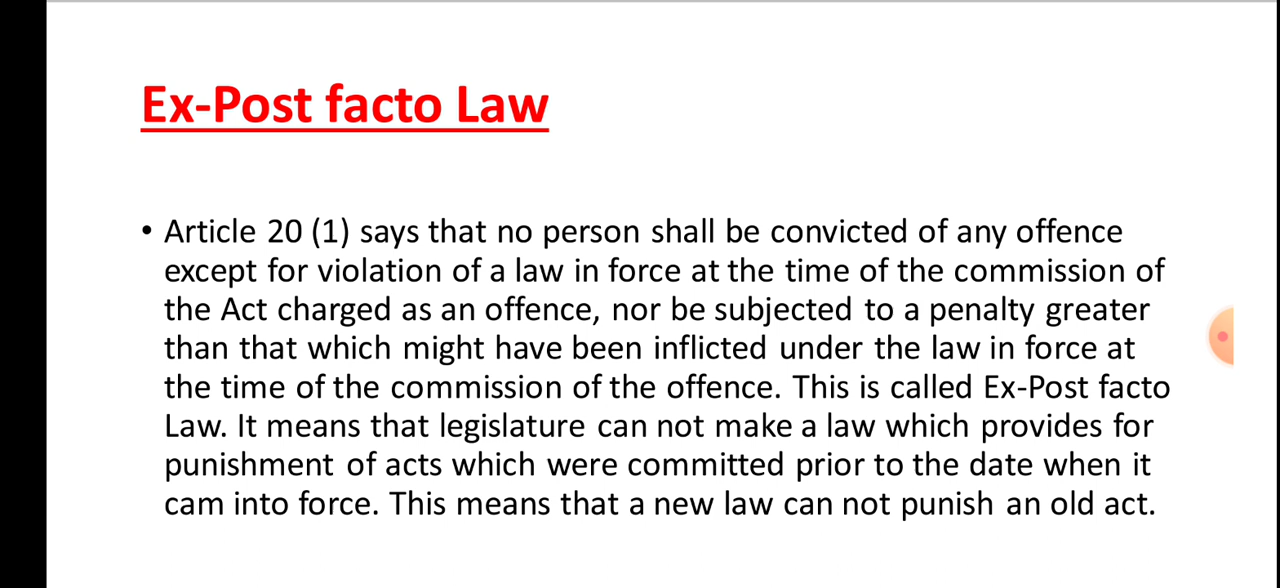 Ex-Post facto Law
• Article 20 (1) says that no person shall be convicted of any offence
except for violation of a law in force at the time of the commission of
the Act charged as an offence, nor be subjected to a penalty greater
than that which might have been inflicted under the law in force at
the time of the commission of the offence. This is called Ex-Post facto
Law. It means that legislature can not make a law which provides for
punishment of acts which were committed prior to the date when it
cam into force. This means that a new law can not punish an old act.